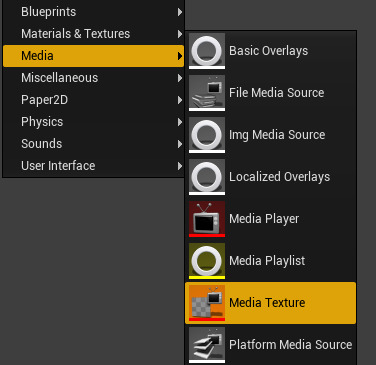 Blueprints
Materials & Textures
Media
Miscellaneous
Paper2D
Physics
Sounds
User Interface
Basic Overlays
File Media Source
Img Media Source
Localized Overlays
Media Player
Media Playlist
Media Texture
Platform Media Source